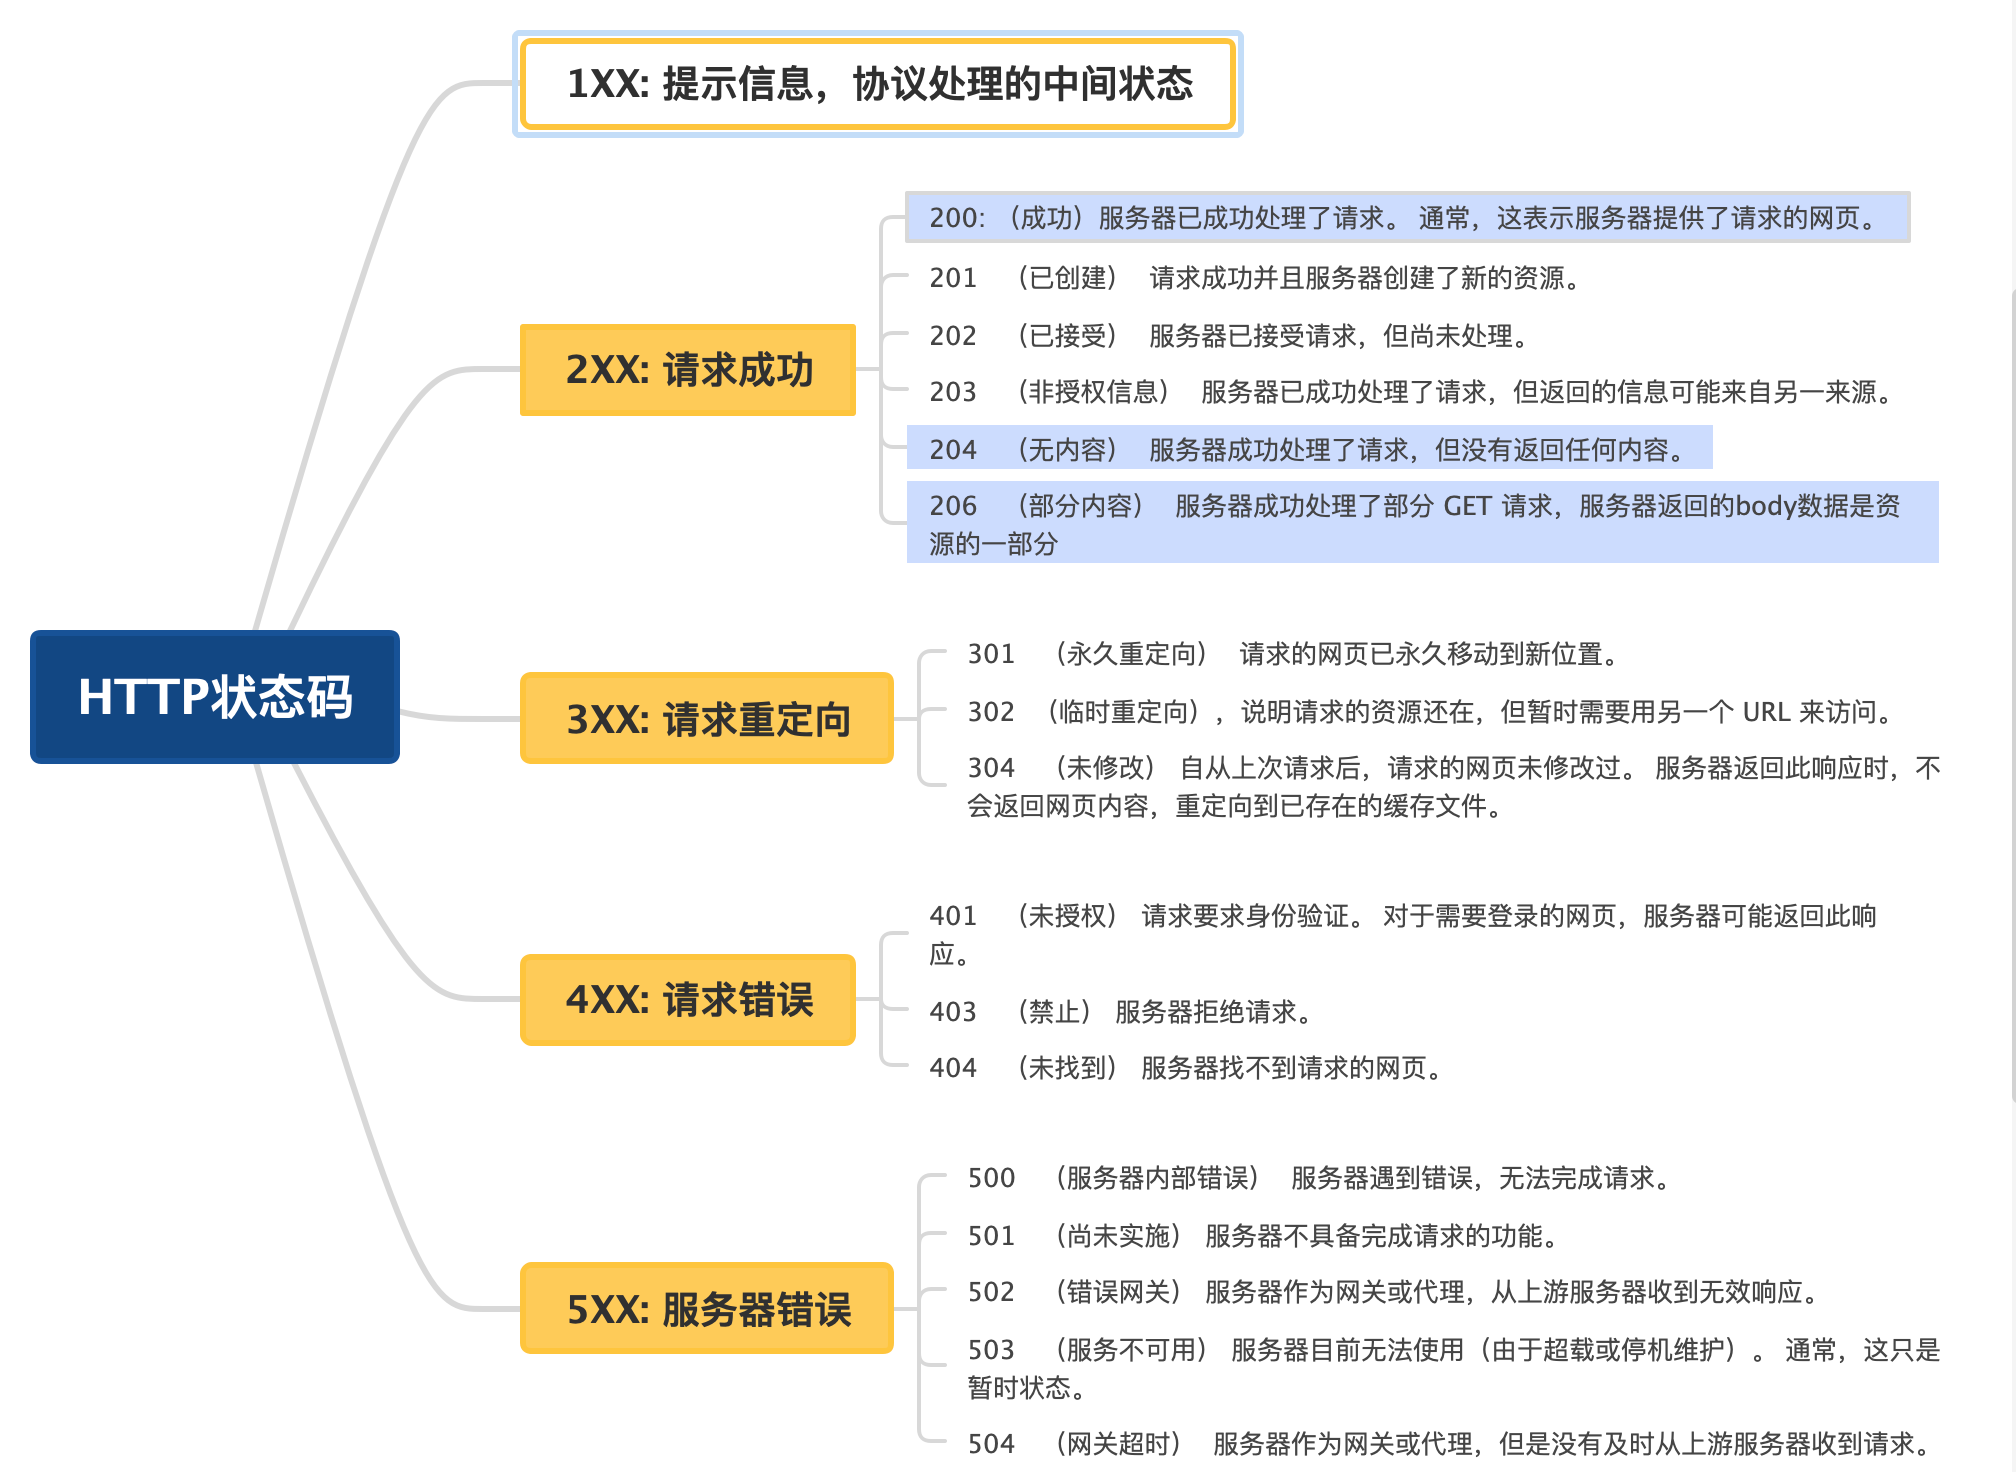 1XX: 提示信息，协议处理的中间状态
200: （成功）服务器已成功处理了请求。 通常，这表示服务器提供了请求的网页。
201 （已创建） 请求成功并且服务器创建了新的资源。
202 （已接受） 服务器已接受请求，但尚未处理。
2XX: 请求成功
203 （非授权信息） 服务器已成功处理了请求，但返回的信息可能来自另一来源。
204 （无内容） 服务器成功处理了请求，但没有返回任何内容。
206 （部分内容） 服务器成功处理了部分 GET 请求，服务器返回的body数据是资
源的一部分
HTTP状态码
301 （永久重定向） 请求的网页已永久移动到新位置。
3XX: 请求重定向
302 （临时重定向），说明请求的资源还在，但暂时需要用另一个 URL 来访问。
304 （未修改） 自从上次请求后，请求的网页未修改过。 服务器返回此响应时，不
会返回网页内容，重定向到已存在的缓存文件。
401 （未授权） 请求要求身份验证。 对于需要登录的网页，服务器可能返回此响
应。
4XX: 请求错误
403 （禁止） 服务器拒绝请求。
404 （未找到） 服务器找不到请求的网页。
500 （服务器内部错误） 服务器遇到错误，无法完成请求。
501 （尚未实施） 服务器不具备完成请求的功能。
5XX: 服务器错误
502 （错误网关） 服务器作为网关或代理，从上游服务器收到无效响应。
503 （服务不可用） 服务器目前无法使用（由于超载或停机维护）。 通常，这只是
暂时状态。
504 （网关超时） 服务器作为网关或代理，但是没有及时从上游服务器收到请求。